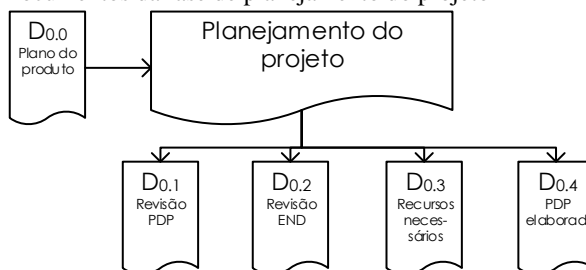 D0.0
Plano do
produto
Planejamento do
projeto
D0.1
Revisão
PDP
D0.2
Revisão
END
D0.3
Recursos
neces-
sários
D0.4
PDP